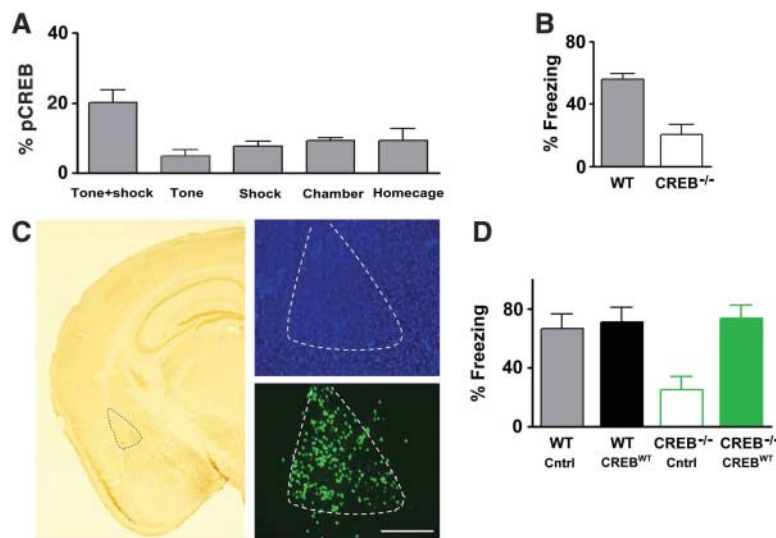 A
% pCREB
20
0
Tone+shock Tone Shock Chamber Homecage
B
% Freezing
80
40
0
WT CREB-/-
C
D
% Freezing
80
40
0
WT WT CREB-/- CREB-/-
Cntrl CREBWT Cntrl CREBWT